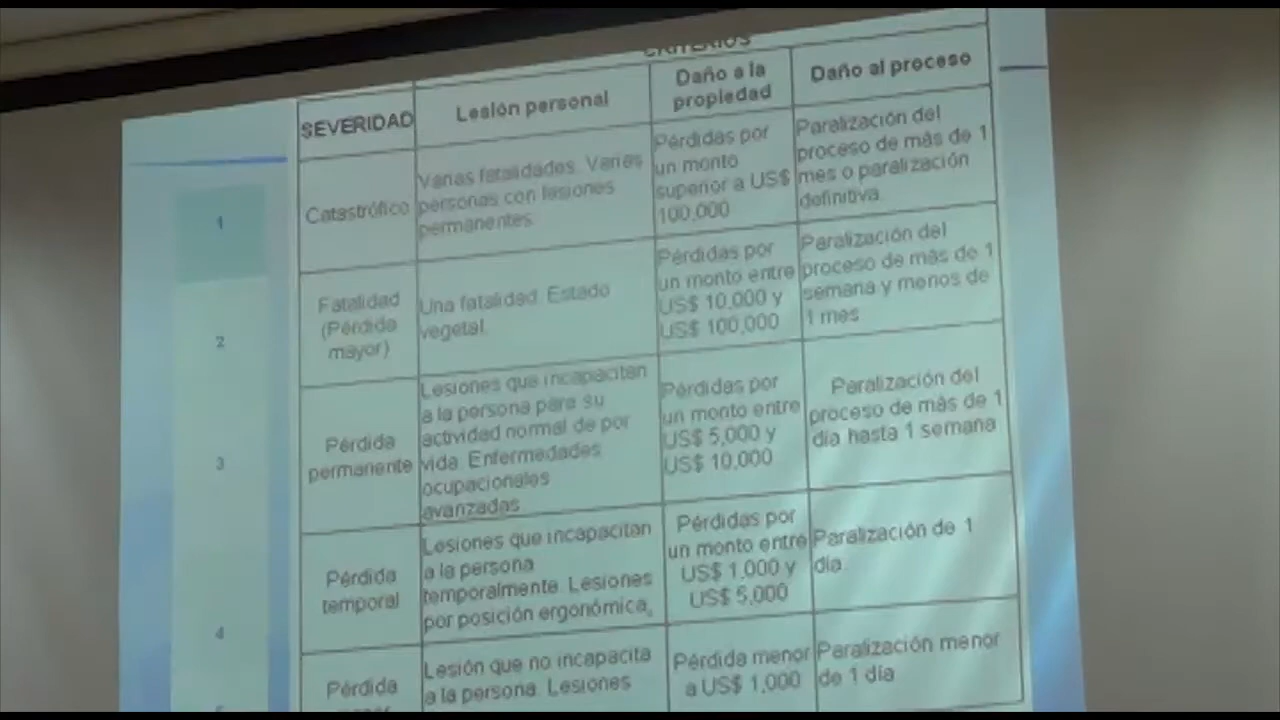 CRITERIOS
SEVERIDAD
Lesión personal
Daño a la
propiedad
Daño al proceso
1
Catastrófico
Varias fatalidades. Varias
personas con lesiones
permanentes.
Pérdidas por
un monto
superior a US$
100,000
Paralización del
proceso de más de 1
mes o paralización
definitiva.
2
Fatalidad
(Pérdida
mayor)
Una fatalidad. Estado
vegetal.
Pérdidas por
un monto entre
US$ 10,000 y
US$ 100,000
Paralización del
proceso de más de 1
semana y menos de
1 mes
3
Pérdida
permanente
Lesiones que incapacitan
a la persona para su
actividad normal de por
vida. Enfermedades
ocupacionales
avanzadas.
Pérdidas por
un monto entre
US$ 5,000 y
US$ 10,000
Paralización del
proceso de más de 1
día hasta 1 semana
4
Pérdida
temporal
Lesiones que incapacitan
a la persona
temporalmente. Lesiones
por posición ergonómica,
Pérdidas por
un monto entre
US$ 1,000 y
US$ 5,000
Paralización de 1
día.
Pérdida
Lesión que no incapacita
a la persona. Lesiones
Pérdida menor
a US$ 1,000
Paralización menor
de 1 día